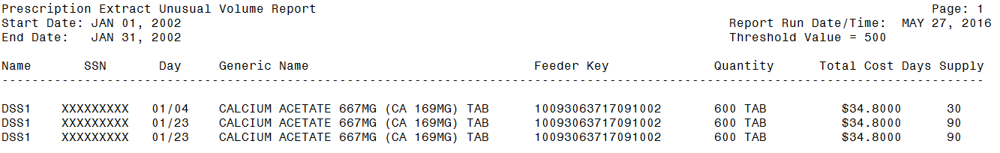 Prescription Extract Unusual Volume Report Page: 1
Start Date: JAN 01, 2002 Report Run Date/Time: MAY 27, 2016
End Date: JAN 31, 2002 Threshold Value = 500
Name SSN Day Generic Name Feeder Key Quantity Total Cost Days Supply
DSS1 XXXXXXXXX 01/04 CALCIUM ACETATE 667MG (CA 169MG) TAB 10093063717091002 600 TAB $34.8000 30
DSS1 XXXXXXXXX 01/23 CALCIUM ACETATE 667MG (CA 169MG) TAB 10093063717091002 600 TAB $34.8000 90
DSS1 XXXXXXXXX 01/23 CALCIUM ACETATE 667MG (CA 169MG) TAB 10093063717091002 600 TAB $34.8000 90